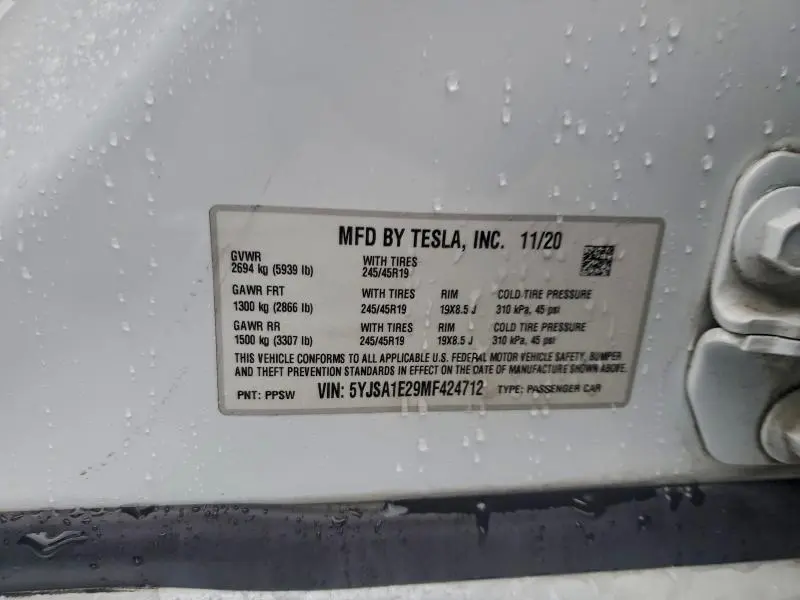 MFD BY TESLA, INC. 11/20
GVWR
2694 kg (5939 lb) WITH TIRES 245/45R19
GAWR FRT
1300 kg (2866 lb) WITH TIRES 245/45R19 RIM 19X8.5 J COLD TIRE PRESSURE 310 kPa, 45 psi
GAWR RR
1500 kg (3307 lb) WITH TIRES 245/45R19 RIM 19X8.5 J COLD TIRE PRESSURE 310 kPa, 45 psi
THIS VEHICLE CONFORMS TO ALL APPLICABLE U.S. FEDERAL MOTOR VEHICLE SAFETY, BUMPER
AND THEFT PREVENTION STANDARDS IN EFFECT ON THE DATE OF MANUFACTURE SHOWN ABOVE.
PNT: PPSW VIN: 5YJSA1E29MF424712 TYPE: PASSENGER CAR